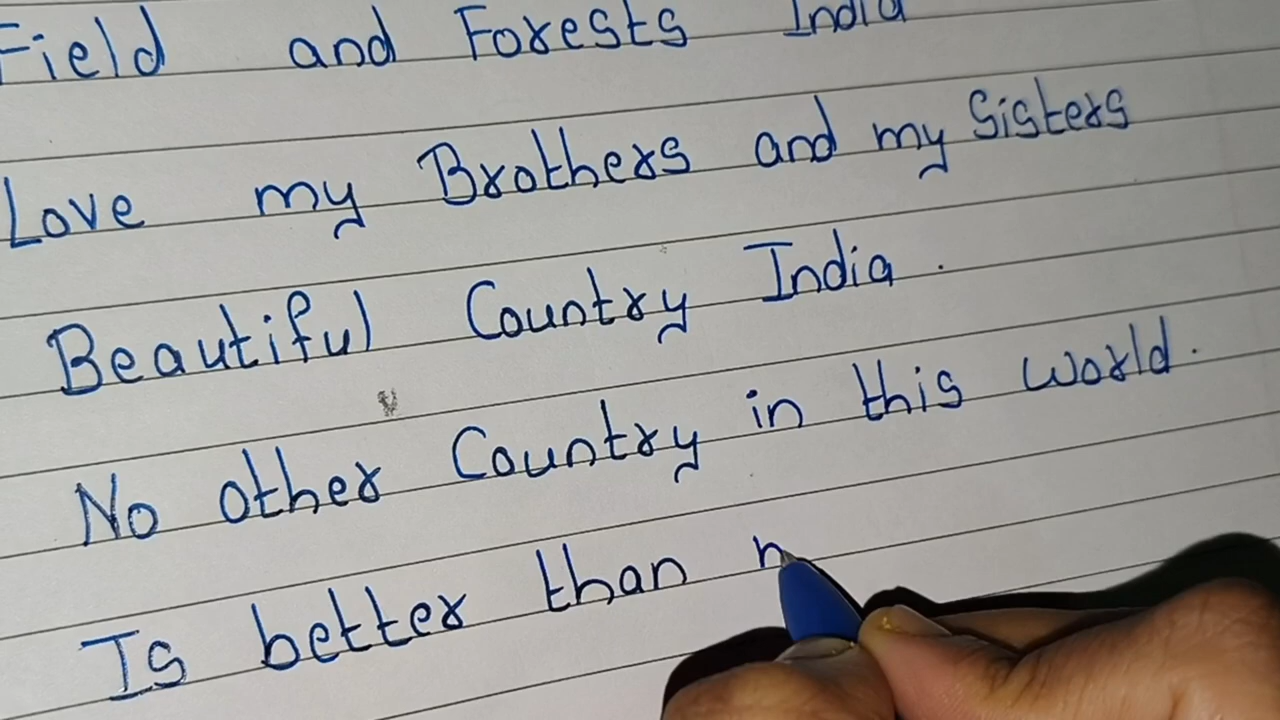 Field and Forests India
Love my Brothers and my Sisters
Beautiful Country India.
No other Country in this world.
Is better than